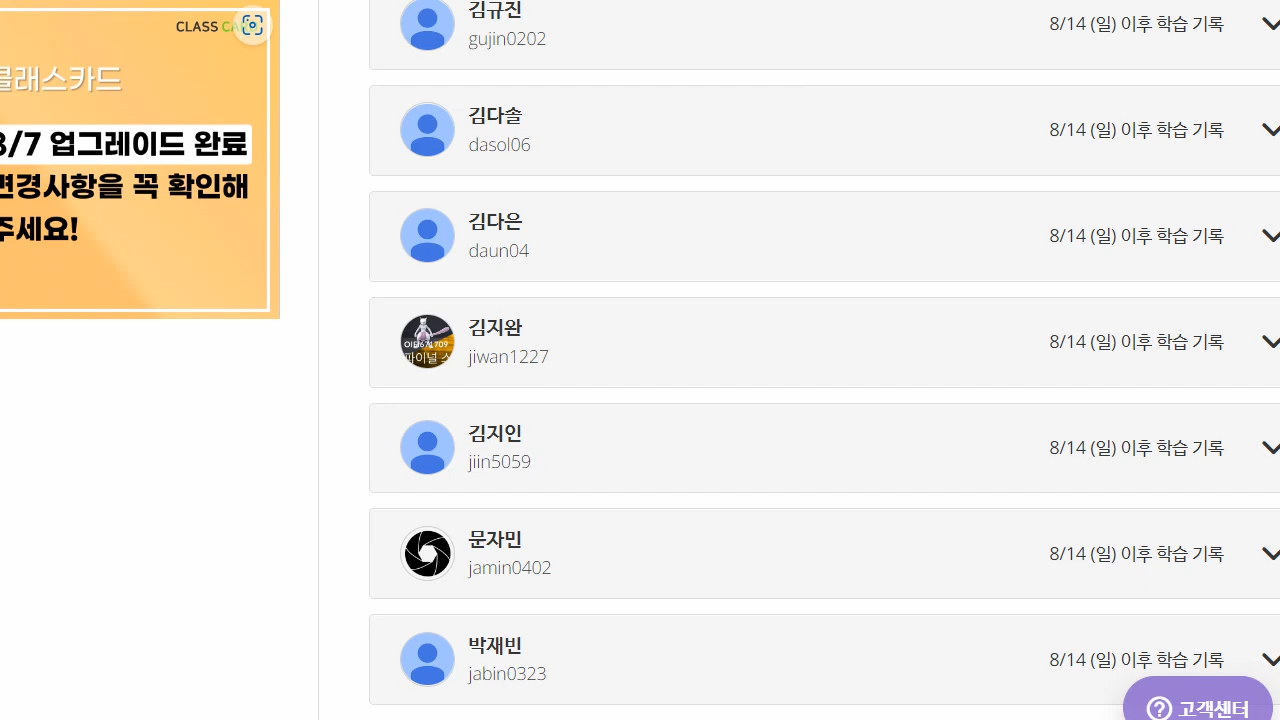 CLASS CA
클래스카드
8/7 업그레이드 완료
변경사항을 꼭 확인해
주세요!
김규진
gujin0202
8/14 (일) 이후 학습 기록
김다솔
dasol06
8/14 (일) 이후 학습 기록
김다은
daun04
8/14 (일) 이후 학습 기록
파이널 스
김지완
jiwan1227
8/14 (일) 이후 학습 기록
김지인
jiin5059
8/14 (일) 이후 학습 기록
문자민
jamin0402
8/14 (일) 이후 학습 기록
박재빈
jabin0323
8/14 (일) 이후 학습 기록
고객센터